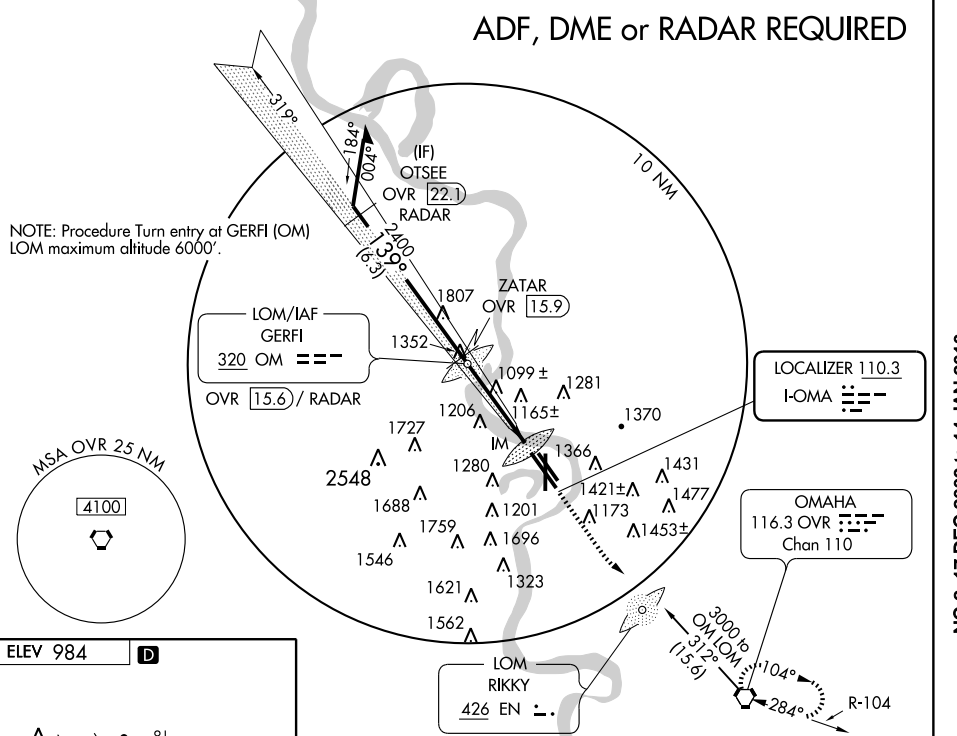 ADF, DME or RADAR REQUIRED
319°
184°
004°
(IF)
OTSEE
OVR 22.1
RADAR
10 NM
NOTE: Procedure Turn entry at GERFI (OM)
LOM maximum altitude 6000'.
2400
139°
(6.3)
1807
ZATAR
OVR 15.9
LOM/IAF
GERFI
320 OM
OVR 15.6 / RADAR
1352
1099 ±
1165±
1281
LOCALIZER 110.3
I-OMA
1206
1370
1727
IM
1366
MSA OVR 25 NM
4100
2548
1280
1431
1421±
1477
1688
1201
1173
OMAHA
116.3 OVR
Chan 110
1759
1696
1453±
1546
1323
1621
1562
3000 to
OM LOM
312°
(15.6)
104°
284°
R-104
LOM
RIKKY
426 EN
ELEV 984
D